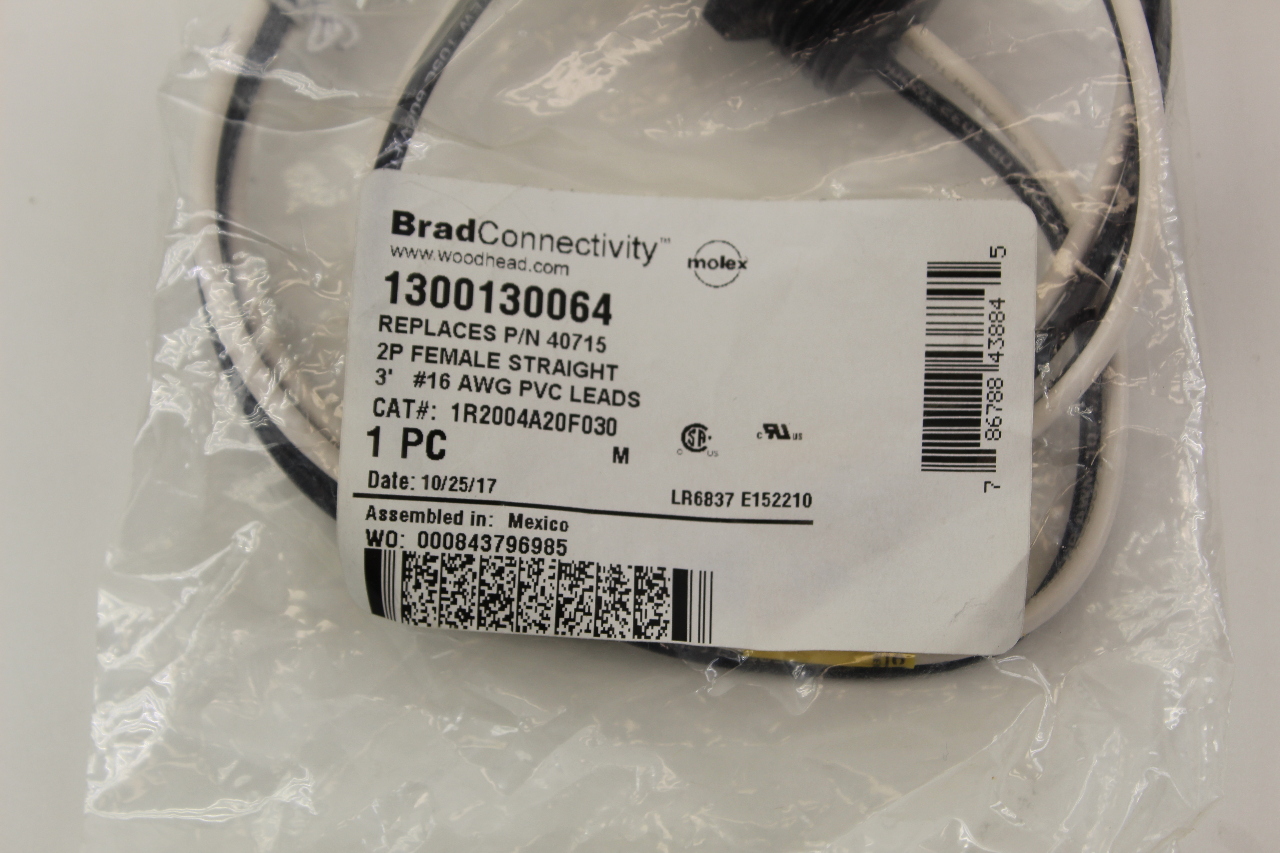 BradConnectivity™
www.woodhead.com
molex
1300130064
REPLACES P/N 40715
2P FEMALE STRAIGHT
3' #16 AWG PVC LEADS
CAT#: 1R2004A20F030
1 PC
M
Date: 10/25/17
LR6837 E152210
Assembled in: Mexico
WO: 000843796985
7 86788 43884 5